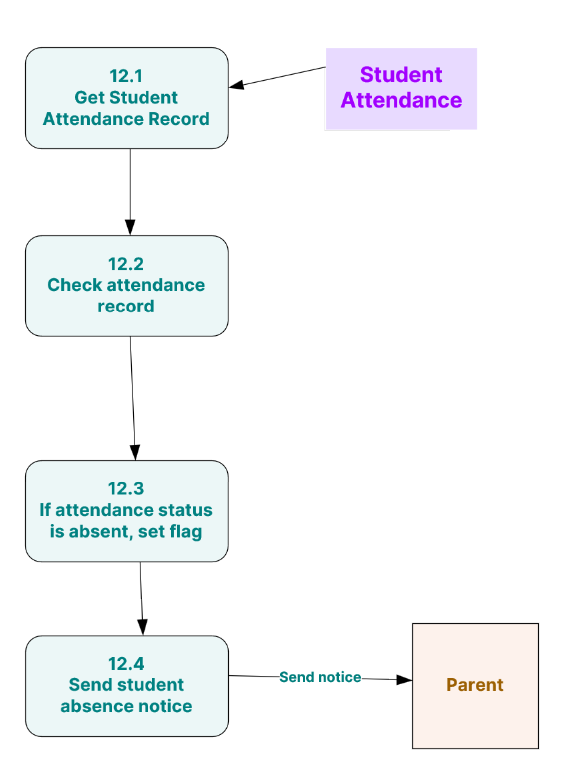 12.1
Get Student
Attendance Record
Student
Attendance
12.2
Check attendance
record
12.3
If attendance status
is absent, set flag
12.4
Send student
absence notice
Send notice
Parent